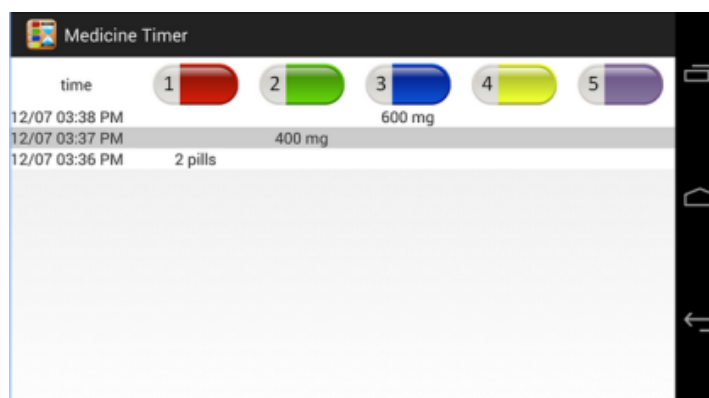 Medicine Timer
time 1 2 3 4 5
12/07 03:38 PM 600 mg
12/07 03:37 PM 400 mg
12/07 03:36 PM 2 pills